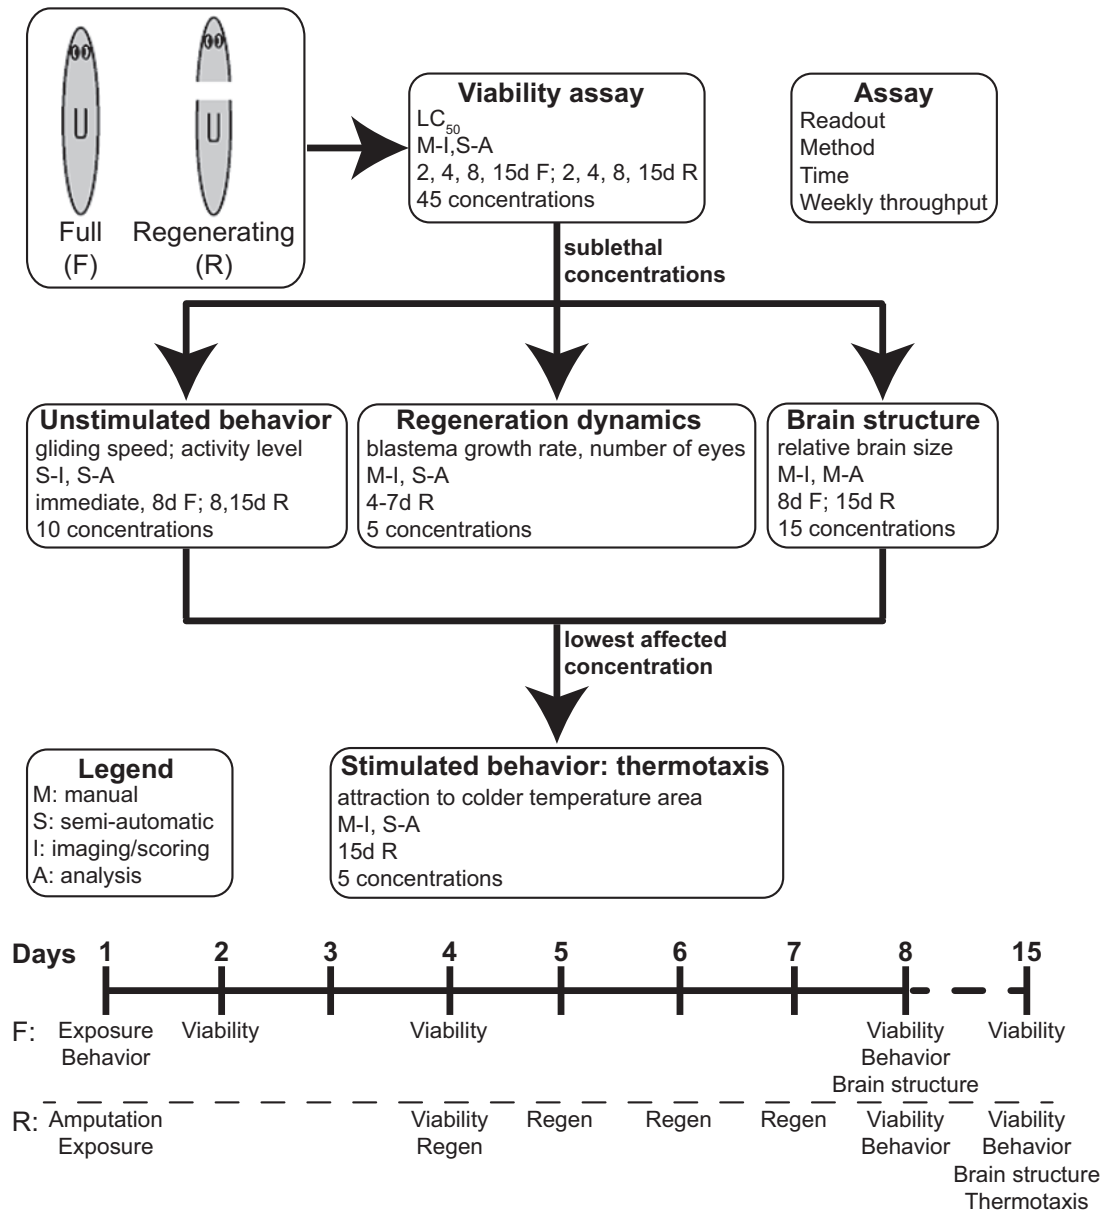 Full
(F)
Regenerating
(R)
Viability assay
LC50
M-I,S-A
2, 4, 8, 15d F; 2, 4, 8, 15d R
45 concentrations
Assay
Readout
Method
Time
Weekly throughput
sublethal
concentrations
Unstimulated behavior
gliding speed; activity level
S-I, S-A
immediate, 8d F; 8,15d R
10 concentrations
Regeneration dynamics
blastema growth rate, number of eyes
M-I, S-A
4-7d R
5 concentrations
Brain structure
relative brain size
M-I, M-A
8d F; 15d R
15 concentrations
lowest affected
concentration
Legend
M: manual
S: semi-automatic
I: imaging/scoring
A: analysis
Stimulated behavior: thermotaxis
attraction to colder temperature area
M-I, S-A
15d R
5 concentrations
Days 1 2 3 4 5 6 7 8 15
F: Exposure Viability Viability Viability Viability
Behavior Behavior
Brain structure
R: Amputation Viability Regen Regen Regen Viability Viability
Exposure Regen Behavior Behavior
Brain structure
Thermotaxis